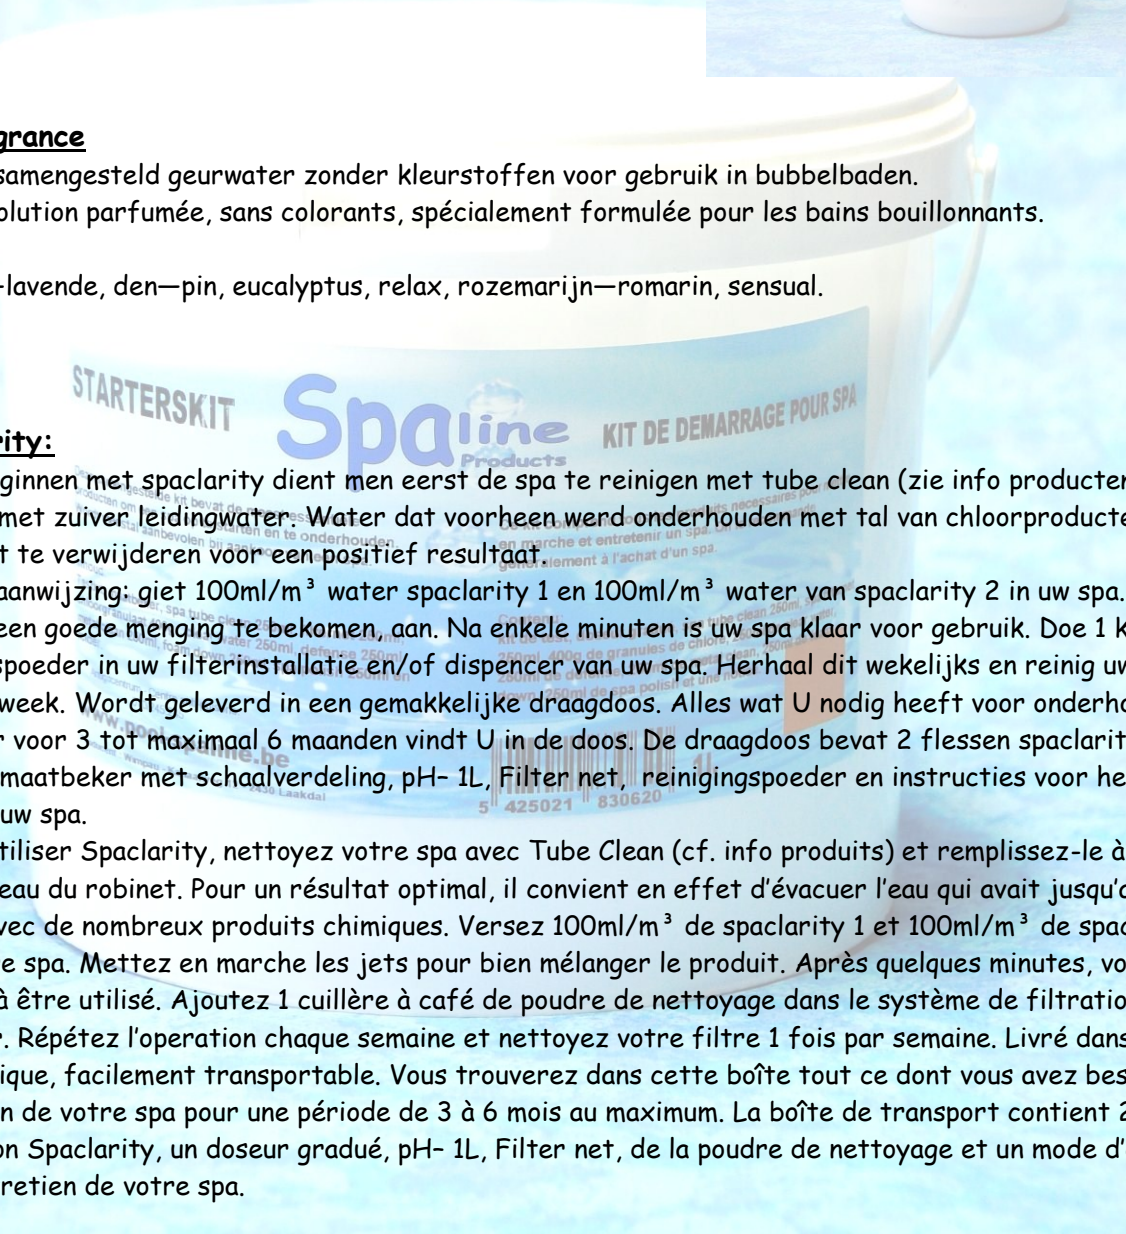 grance
samengesteld geurwater zonder kleurstoffen voor gebruik in bubbelbaden.
olution parfumée, sans colorants, spécialement formulée pour les bains bouillonnants.
-lavende, den—pin, eucalyptus, relax, rozemarijn—romarin, sensual.
STARTERSKIT
Spaline
Products
KIT DE DEMARRAGE POUR SPA
rity:
ginnen met spaclarity dient men eerst de spa te reinigen met tube clean (zie info producten
met zuiver leidingwater. Water dat voorheen werd onderhouden met tal van chloorproducte
t te verwijderen voor een positief resultaat.
aanwijzing: giet 100ml/m³ water spaclarity 1 en 100ml/m³ water van spaclarity 2 in uw spa.
een goede menging te bekomen, aan. Na enkele minuten is uw spa klaar voor gebruik. Doe 1 k
spoeder in uw filterinstallatie en/of dispencer van uw spa. Herhaal dit wekelijks en reinig uw
week. Wordt geleverd in een gemakkelijke draagdoos. Alles wat U nodig heeft voor onderho
r voor 3 tot maximaal 6 maanden vindt U in de doos. De draagdoos bevat 2 flessen spaclarit
maatbeker met schaalverdeling, pH– 1L, Filter net, reinigingspoeder en instructies voor he
uw spa.
tiliser Spaclarity, nettoyez votre spa avec Tube Clean (cf. info produits) et remplissez-le à
eau du robinet. Pour un résultat optimal, il convient en effet d’évacuer l’eau qui avait jusqu’
vec de nombreux produits chimiques. Versez 100ml/m³ de spaclarity 1 et 100ml/m³ de spac
e spa. Mettez en marche les jets pour bien mélanger le produit. Après quelques minutes, vo
à être utilisé. Ajoutez 1 cuillère à café de poudre de nettoyage dans le système de filtratio
r. Répétez l’operation chaque semaine et nettoyez votre filtre 1 fois par semaine. Livré dans
ique, facilement transportable. Vous trouverez dans cette boîte tout ce dont vous avez bes
n de votre spa pour une période de 3 à 6 mois au maximum. La boîte de transport contient 2
on Spaclarity, un doseur gradué, pH– 1L, Filter net, de la poudre de nettoyage et un mode d’
retien de votre spa.
5 425021 830620